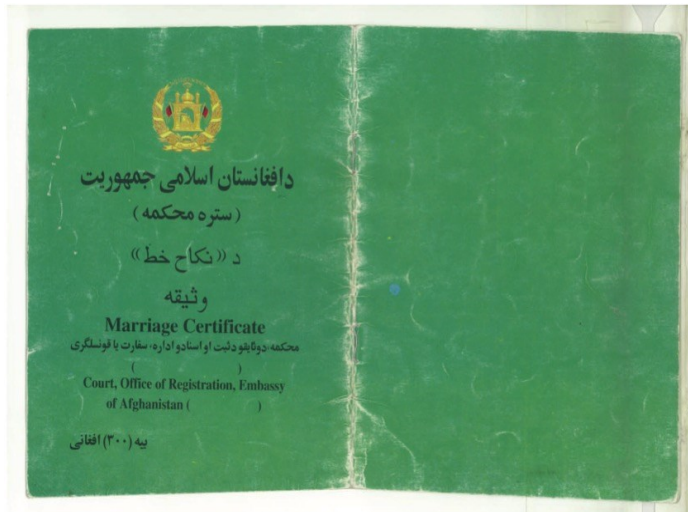 دافغانستان اسلامی جمهوریت
(ستره محکمه)
د «نکاح خط»
وثیقه
Marriage Certificate
محکمه، دوثایقو دثبت او اسنادو اداره، سفارت یا قونسلگری
( )
Court, Office of Registration, Embassy
of Afghanistan ( )
بیه (۳۰۰) افغانی